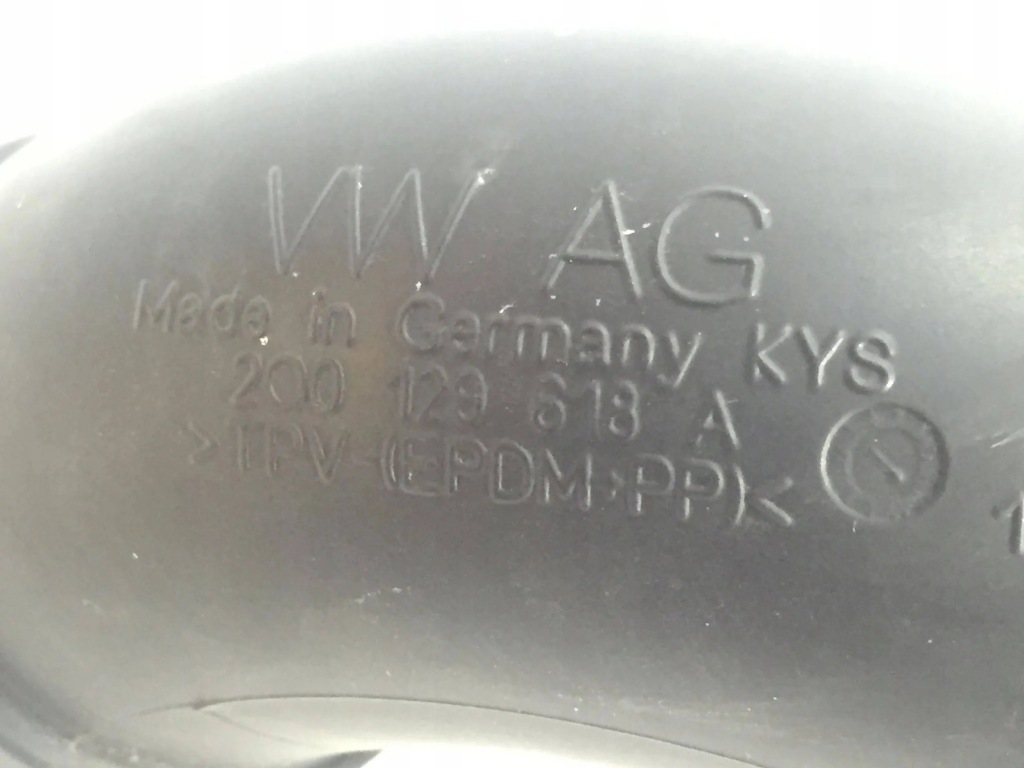 VW AG
Made in Germany KYS
2Q0 129 618 A
>TPV-(EPDM+PP)<